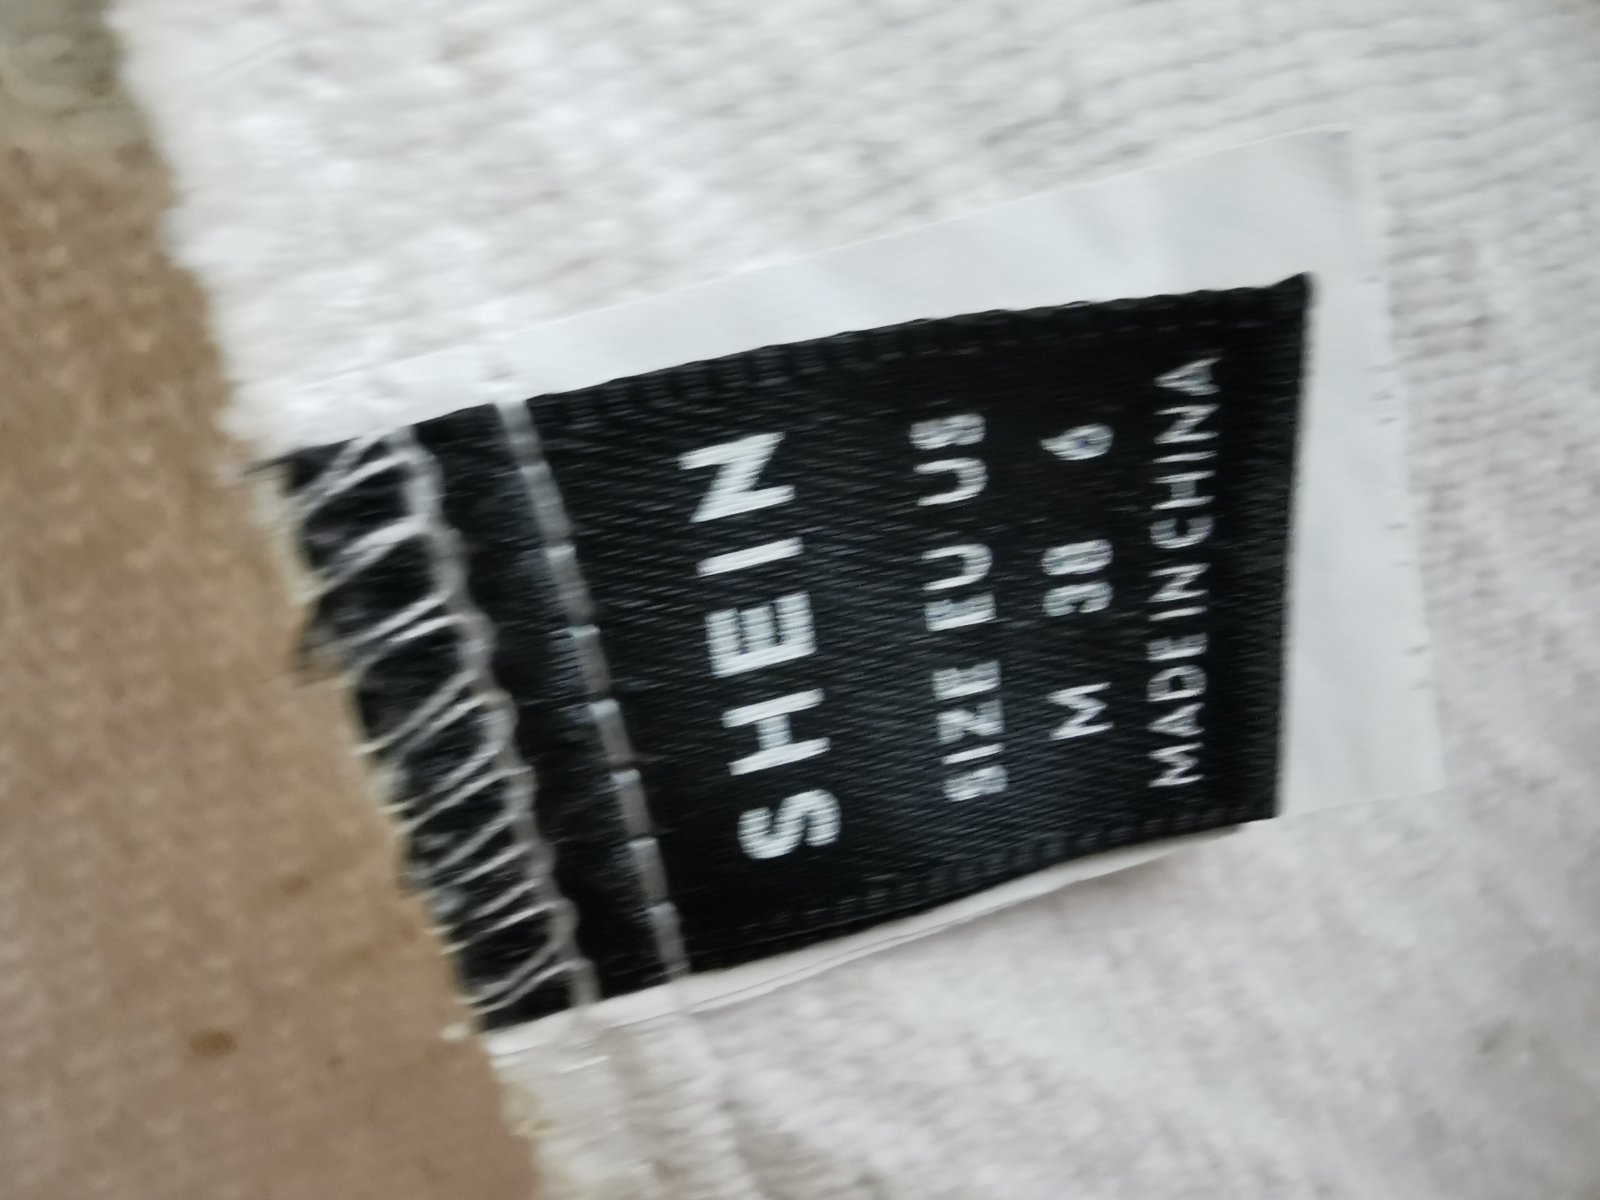 SHEIN
SIZE EU US
M 38 6
MADE IN CHINA